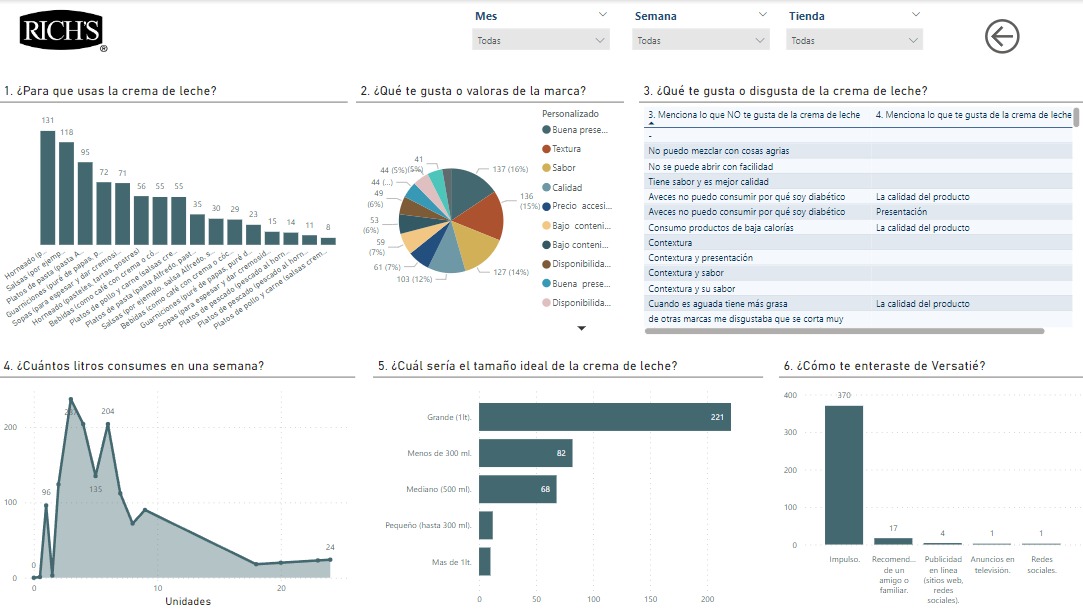 RICH'S
®
Mes
Semana
Tienda
Todas
Todas
Todas
1. ¿Para que usas la crema de leche?
131
118
95
72
71
56
55
55
35
30
29
23
15
14
11
8
Horneado (p...
Salsas (por ejemp...
Platos de pasta (pasta A...
Guarniciones (puré de papas, p...
Sopas (para espesar y dar cremosi...
Horneado (pasteles, tartas, postres)
Bebidas (como café con crema o có...
Platos de pollo y carne (salsas cre...
Platos de pasta (pasta Alfredo, past...
Salsas (por ejemplo, salsa Alfredo, s...
Bebidas (como café con crema o cóc...
Guarniciones (puré de papas, puré d...
Sopas (para espesar y dar cremosid...
Platos de pescado (pescado al horn...
Platos de pescado (pescado al horn...
Platos de pollo y carne (salsas crem...
2. ¿Qué te gusta o valoras de la marca?
Personalizado
Buena prese...
Textura
Sabor
Calidad
Precio accesi...
Bajo conteni...
Bajo conteni...
Disponibilida...
Buena prese...
Disponibilida...
137 (16%)
136
(15%)
127 (14%)
103 (12%)
61 (7%)
59
(7%)
53
(6%)
49
(6%)
44 (...)
44 (5%)
41
(5%)
3. ¿Qué te gusta o disgusta de la crema de leche?
3. Menciona lo que NO te gusta de la crema de leche
4. Menciona lo que te gusta de la crema de leche
-
No puedo mezclar con cosas agrias
No se puede abrir con facilidad
Tiene sabor y es mejor calidad
Aveces no puedo consumir por qué soy diabético
La calidad del producto
Aveces no puedo consumir por qué soy diabético
Presentación
Consumo productos de baja calorías
La calidad del producto
Contextura
Contextura y presentación
Contextura y sabor
Contextura y su sabor
Cuando es aguada tiene más grasa
La calidad del producto
de otras marcas me disgustaba que se corta muy
4. ¿Cuántos litros consumes en una semana?
200
100
0
0
96
135
204
24
0
10
20
Unidades
5. ¿Cuál sería el tamaño ideal de la crema de leche?
Grande (1lt).
221
Menos de 300 ml.
82
Mediano (500 ml).
68
Pequeño (hasta 300 ml).
Mas de 1lt.
0
50
100
150
200
6. ¿Cómo te enteraste de Versatié?
400
300
200
100
0
370
17
4
1
1
Impulso.
Recomend...
de un
amigo o
familiar.
Publicidad
en línea
(sitios web,
redes
sociales).
Anuncios en
televisión.
Redes
sociales.